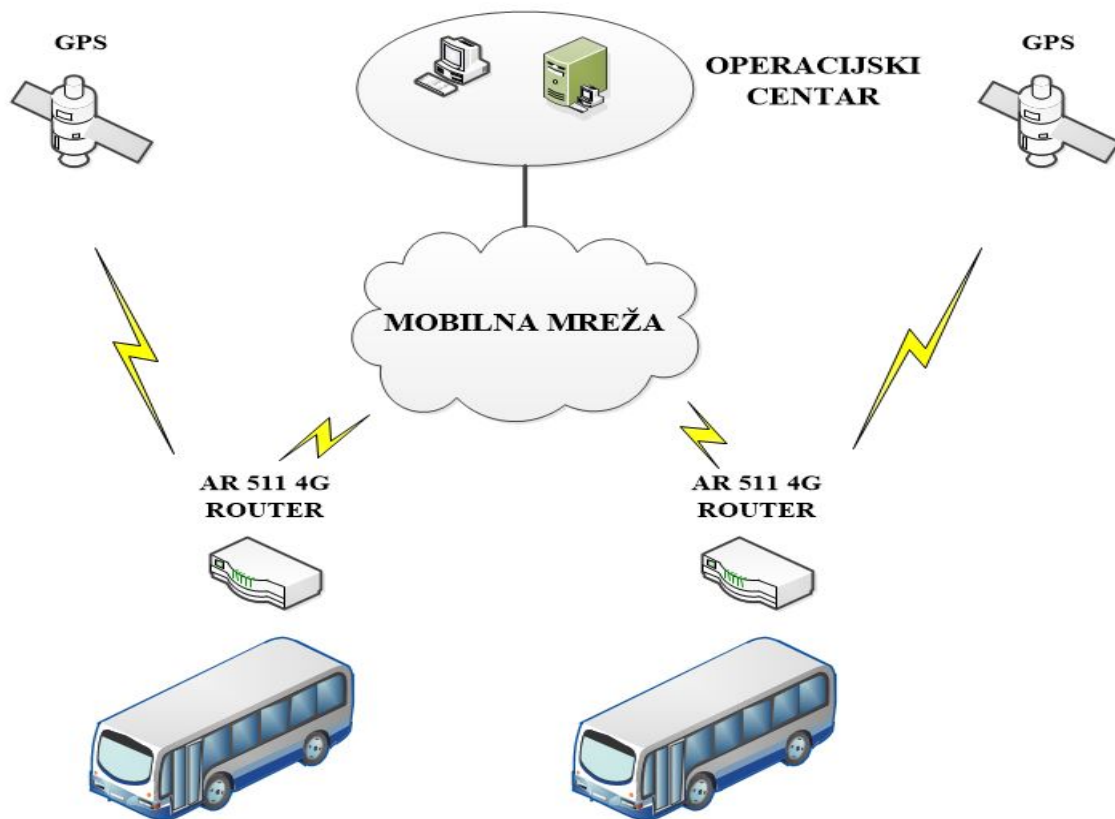 GPS
OPERACIJSKI
CENTAR
GPS
MOBILNA MREŽA
AR 511 4G
ROUTER
AR 511 4G
ROUTER